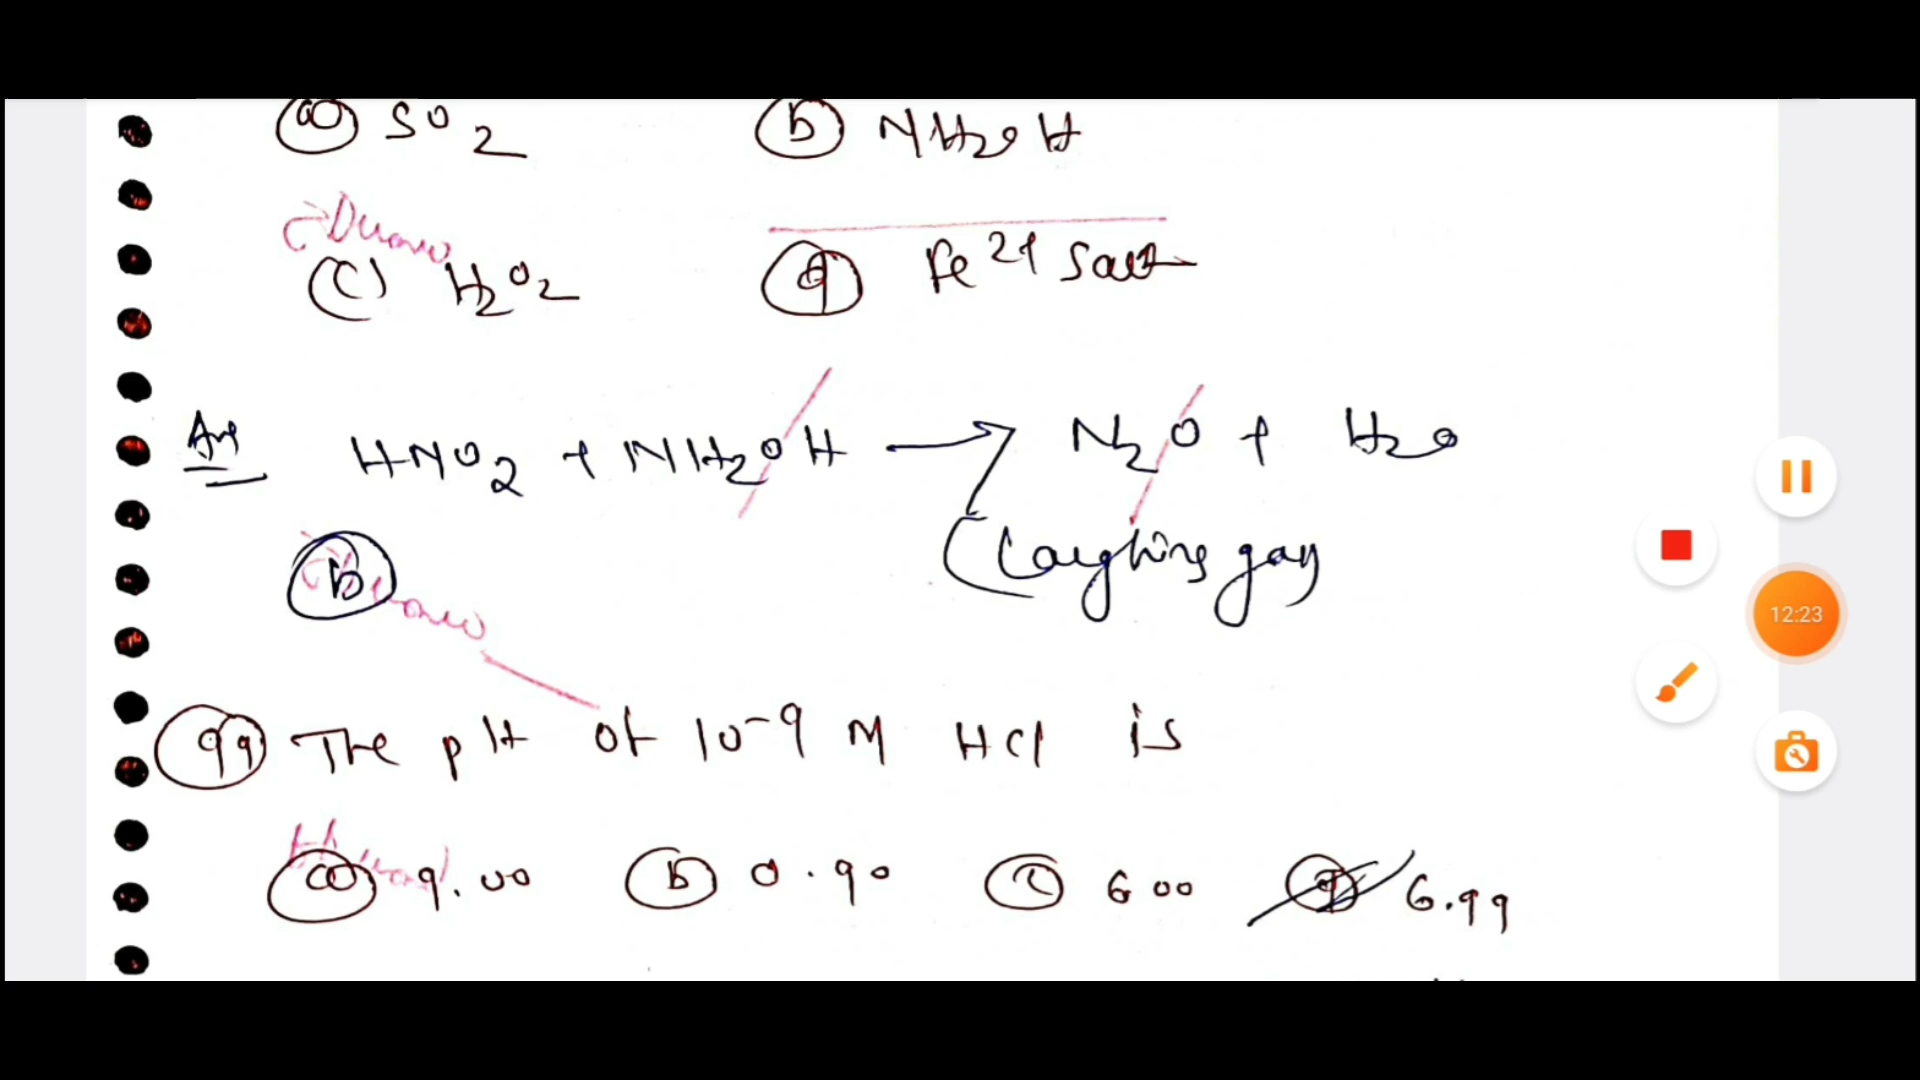 (a) SO2 (b) NH2OH
(c) H2O2 (d) Fe2+ Salt
Ans HNO2 + NH2OH → N2O + H2O
(b) (Laughing gas
12:23
(99) The pH of 10-9 M HCl is
(a) 9.00 (b) 0.90 (c) 6 00 (d) 6.99